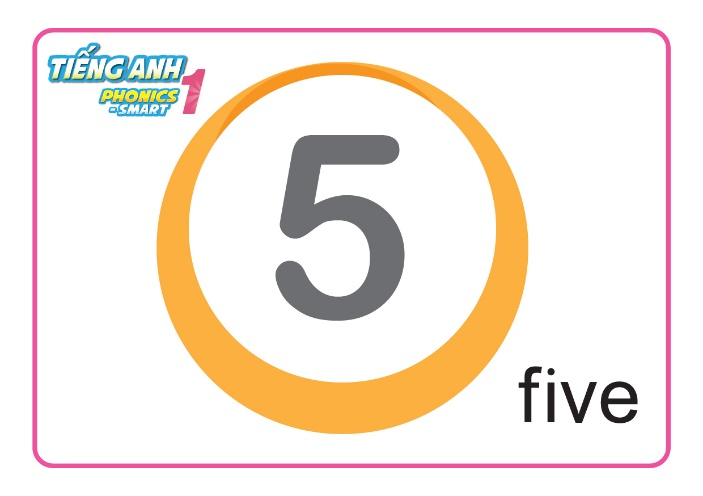 TIẾNG ANH 1
PHONICS
-SMART
5
five